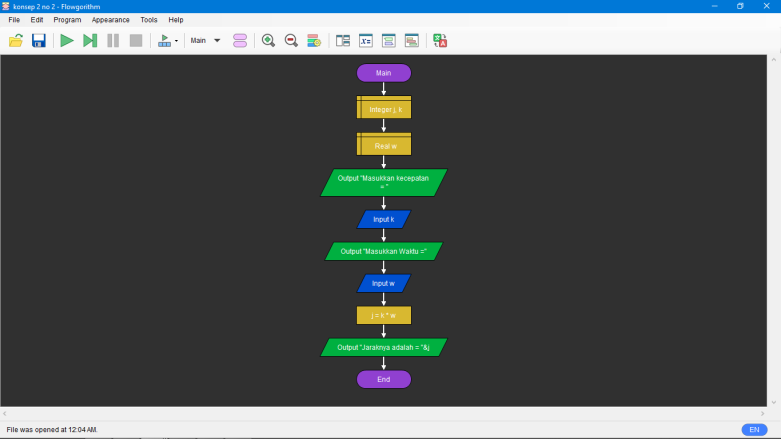 konsep 2 no 2 - Flowgorithm
File Edit Program Appearance Tools Help
Main
Main
Integer j, k
Real w
Output "Masukkan kecepatan
= "
Input k
Output "Masukkan Waktu ="
Input w
j = k * w
Output "Jaraknya adalah = "&j
End
File was opened at 12:04 AM.
EN